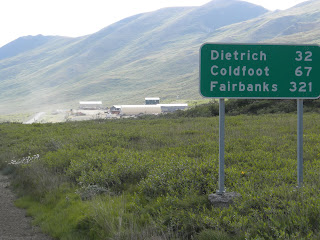 Dietrich 32
Coldfoot 67
Fairbanks 321